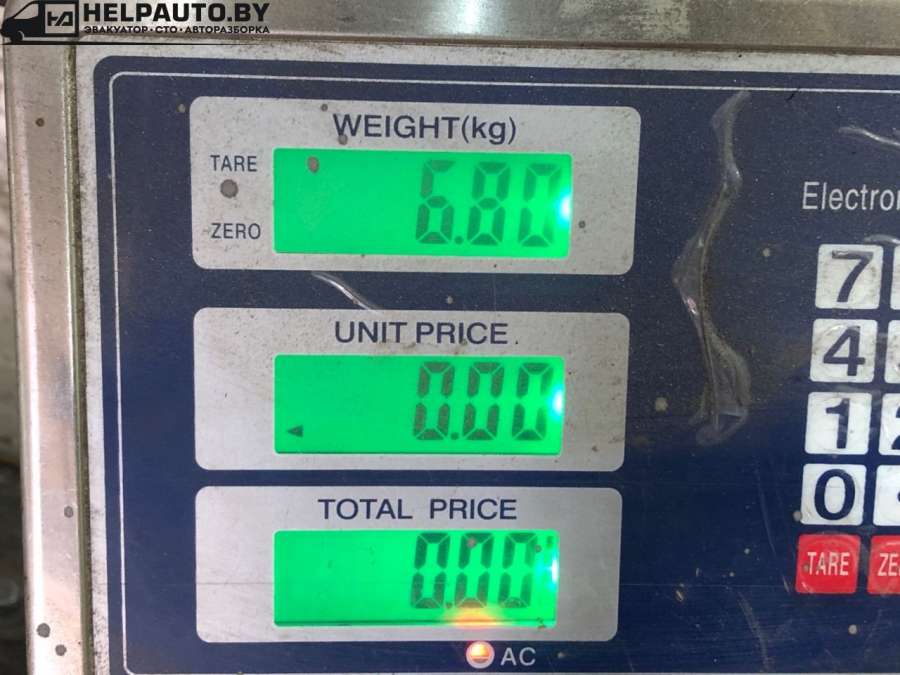 HELPAUTO.BY
ЭВАКУАТОР·СТО·АВТОРАЗБОРКА
WEIGHT(kg)
TARE
6.80
ZERO
Electron
UNIT PRICE
0.00
TOTAL PRICE
0.00
AC
7
4
1
0
TARE
ZE